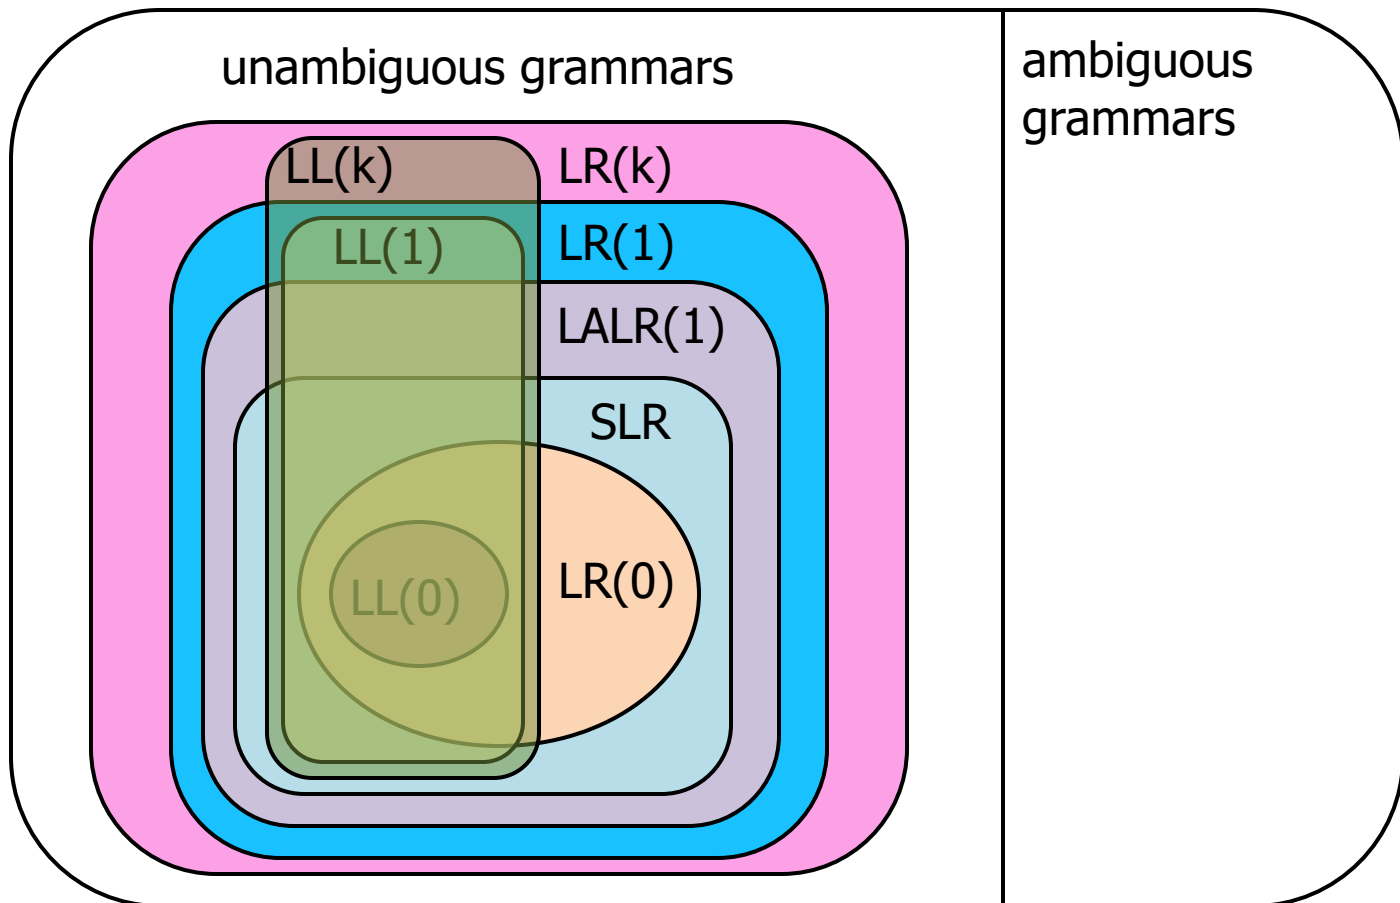 unambiguous grammars
ambiguous
grammars
LL(k)
LR(k)
LL(1)
LR(1)
LALR(1)
SLR
LL(0)
LR(0)